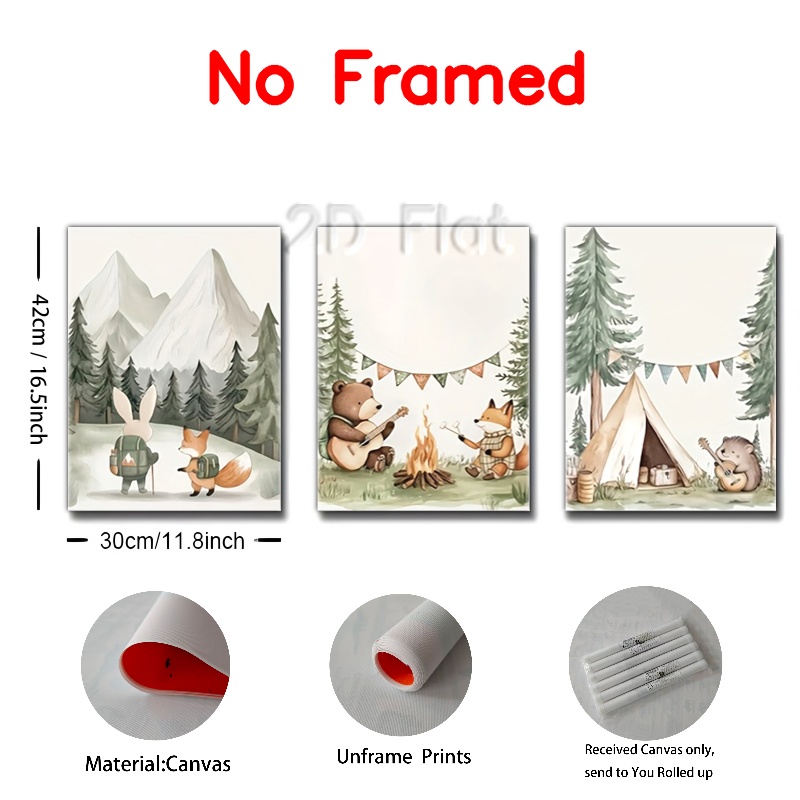 No Framed
2D Flat
42cm / 16.5inch
30cm/11.8inch
Material:Canvas
Unframe Prints
Received Canvas only,
send to You Rolled up